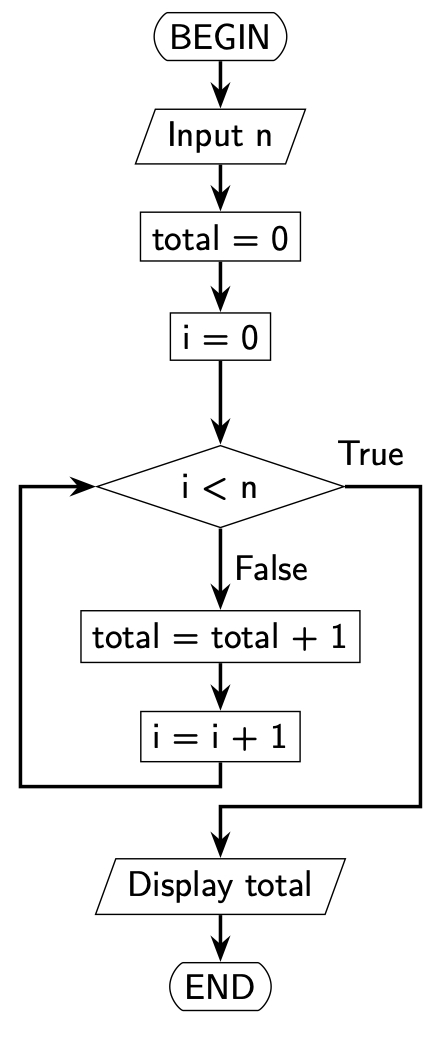 BEGIN
Input n
total = 0
i = 0
True
i < n
False
total = total + 1
i = i + 1
Display total
END